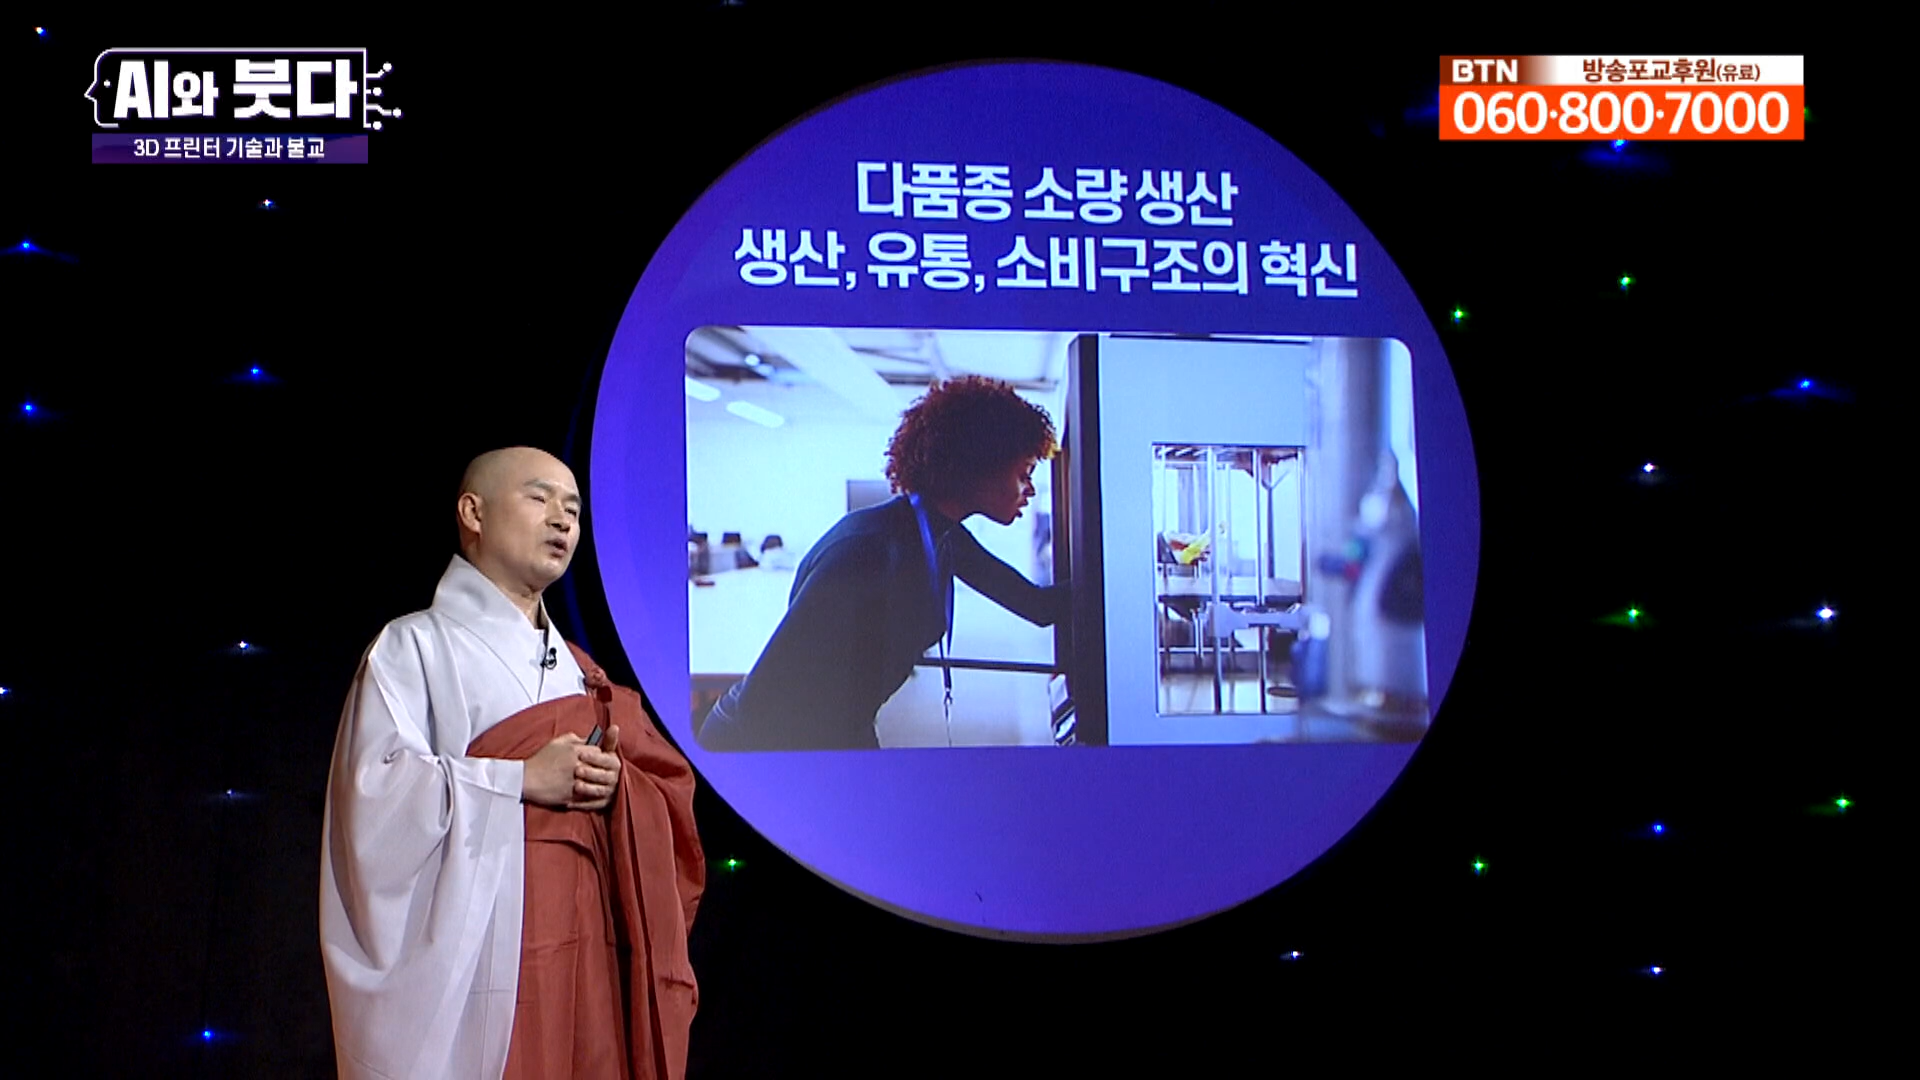 AI와 붓다
3D 프린터 기술과 불교
BTN 방송포교후원(유료)
060·800·7000
다품종 소량 생산
생산, 유통, 소비구조의 혁신